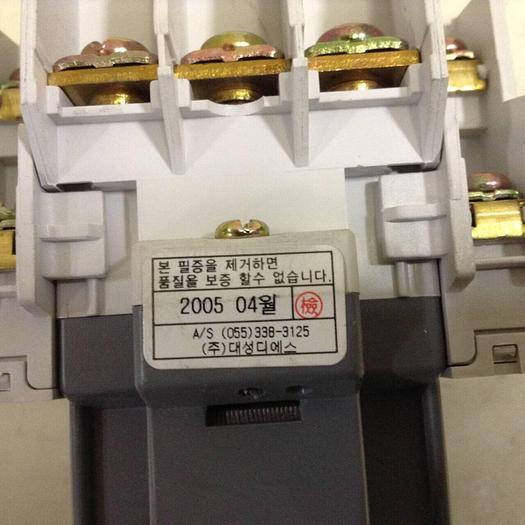 본 필증을 제거하면
품질을 보증 할수 없습니다.
2005 04월 檢
A/S (055)338-3125
(주)대성디에스